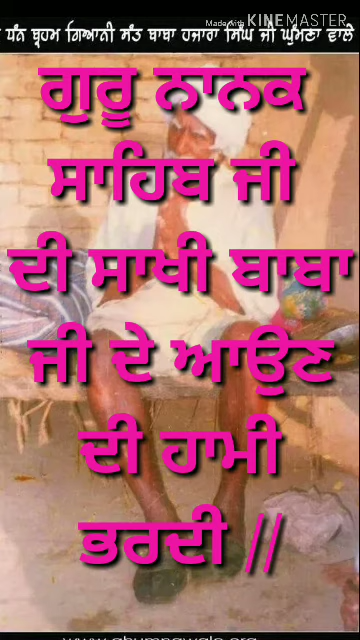 Made with KINEMASTER
ਧੰਨ ਬ੍ਰਹਮ ਗਿਆਨੀ ਸੰਤ ਬਾਬਾ ਹਜਾਰਾ ਸਿੰਘ ਜੀ ਘੁੰਮਣਾ ਵਾਲੇ
ਗੁਰੂ ਨਾਨਕ
ਸਾਹਿਬ ਜੀ
ਦੀ ਸਾਖੀ ਬਾਬਾ
ਜੀ ਦੇ ਆਉਣ
ਦੀ ਹਾਮੀ
ਭਰਦੀ //